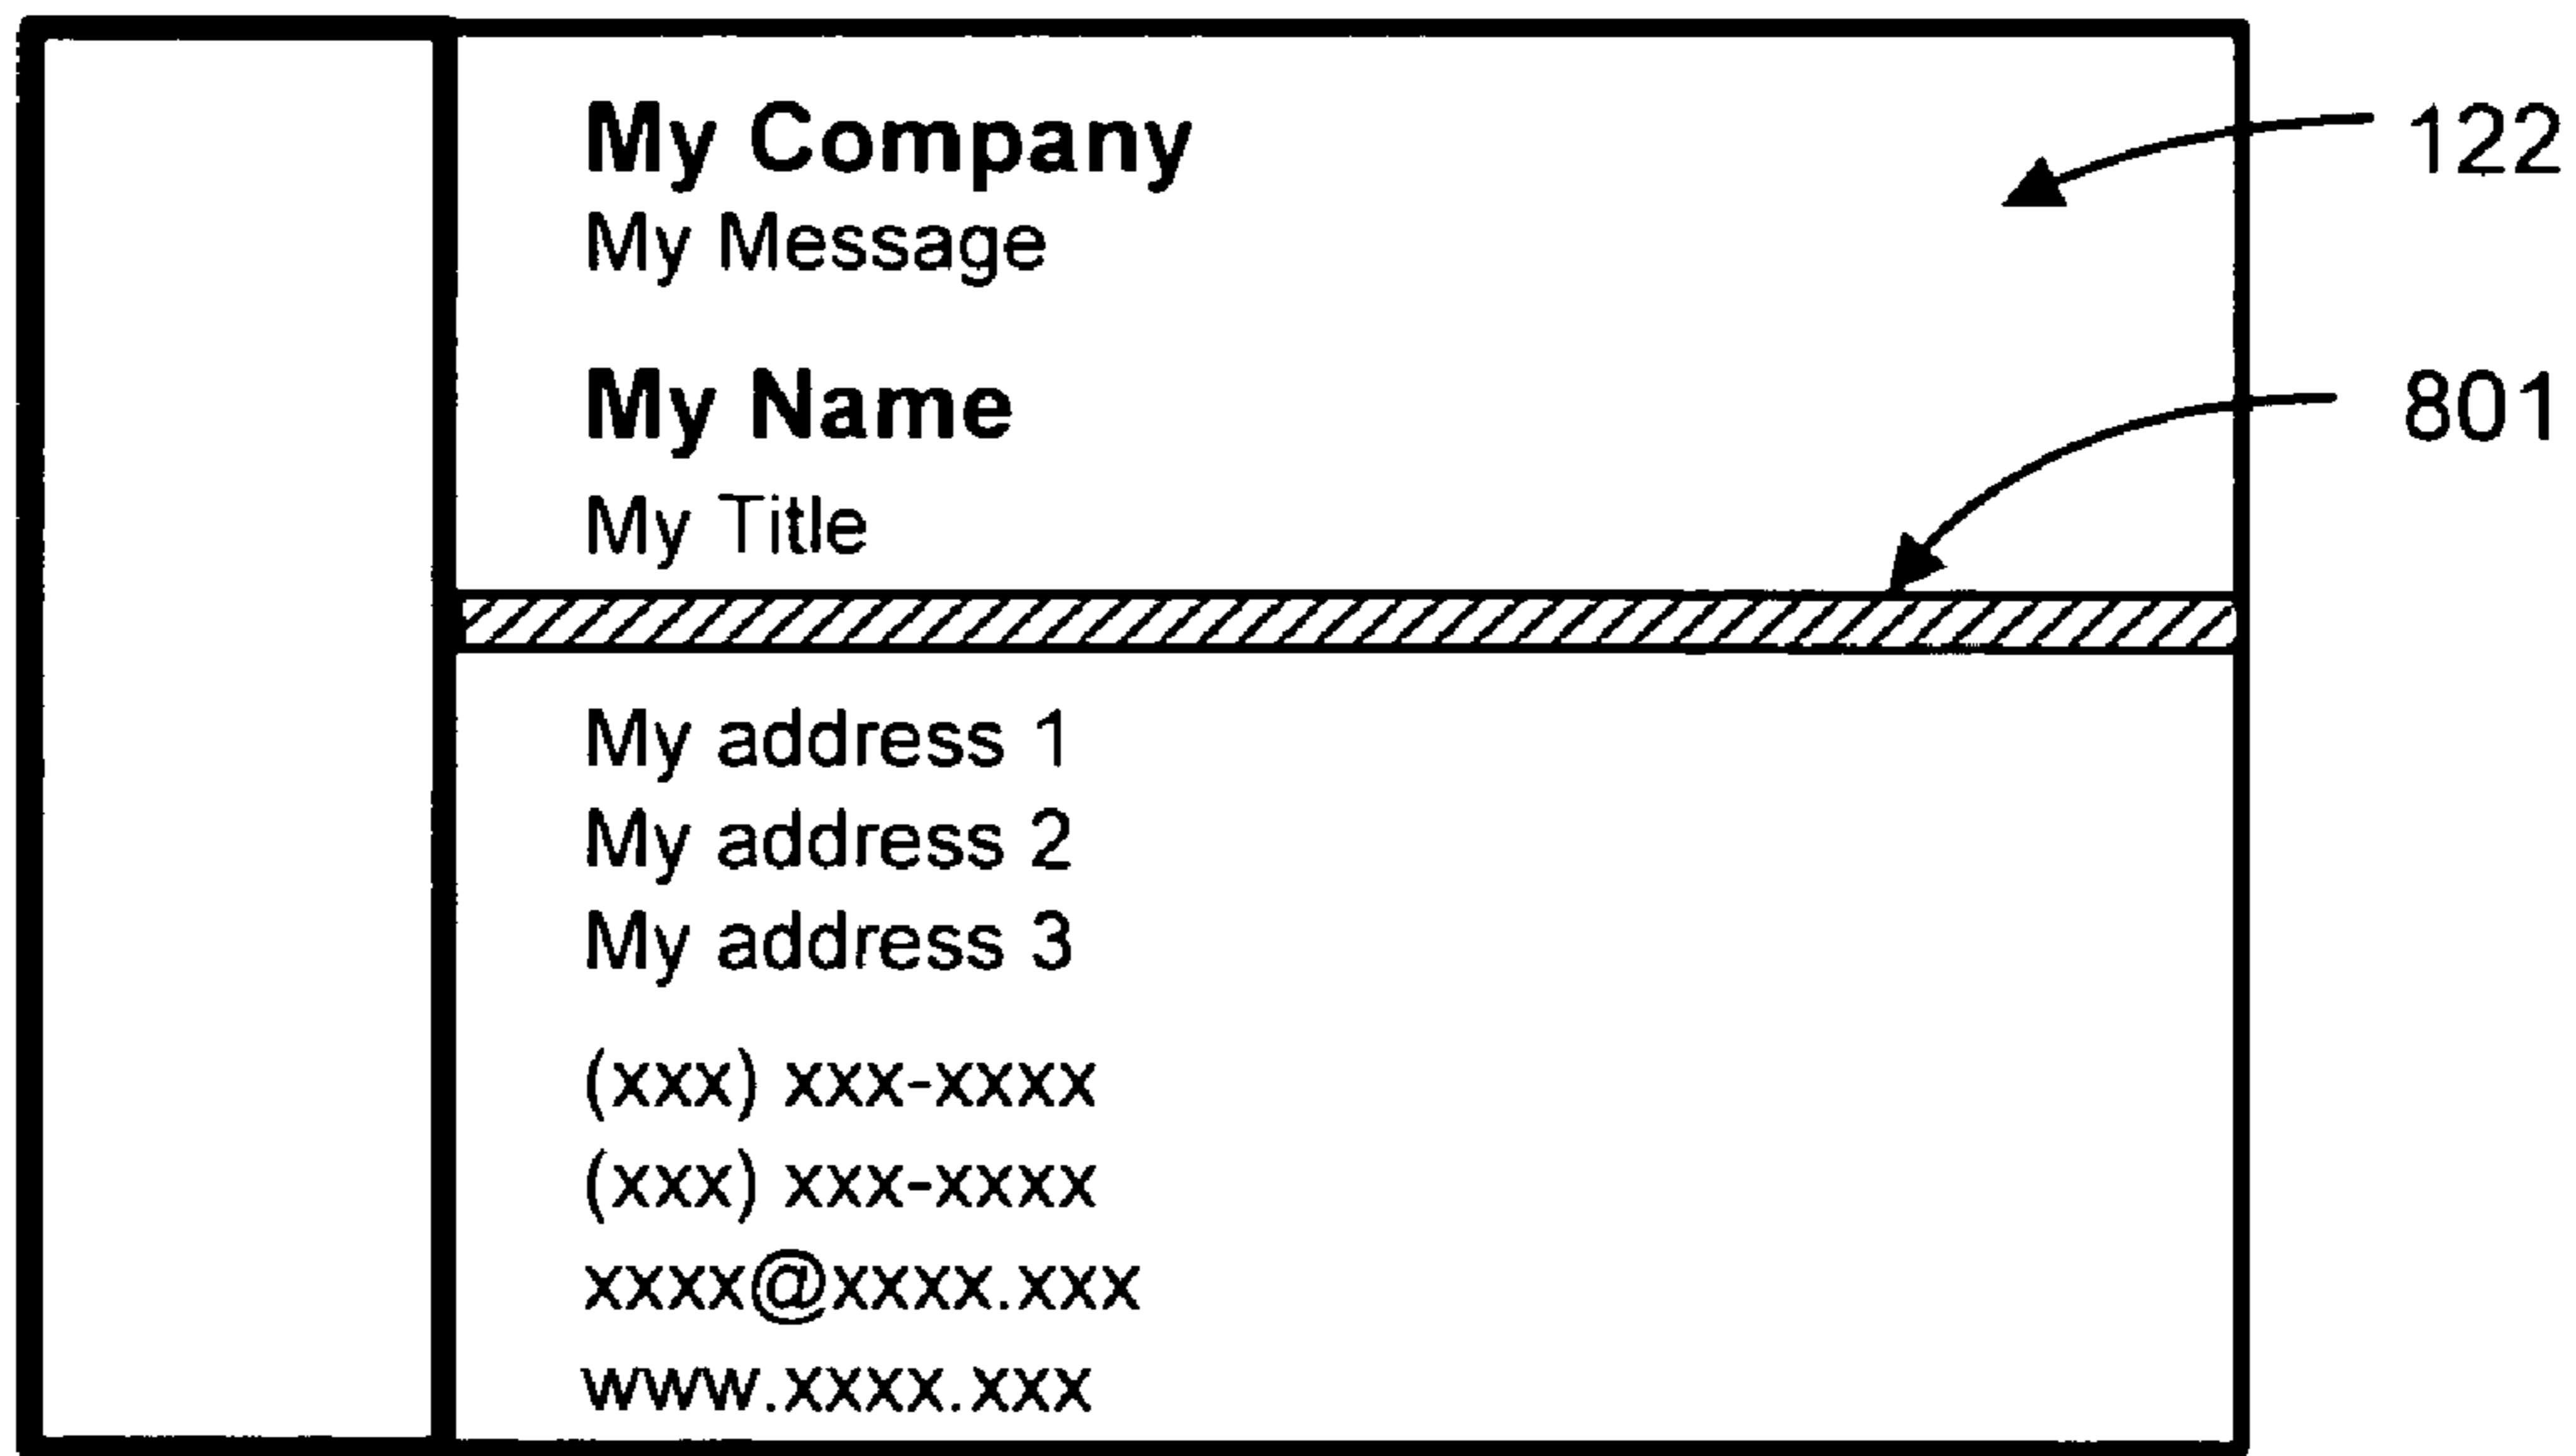 My Company
My Message
122
My Name
801
My Title
My address 1
My address 2
My address 3
(xxx) xxx-xxxx
(xxx) xxx-xxxx
xxxx@xxxx.xxx
www.xxxx.xxx